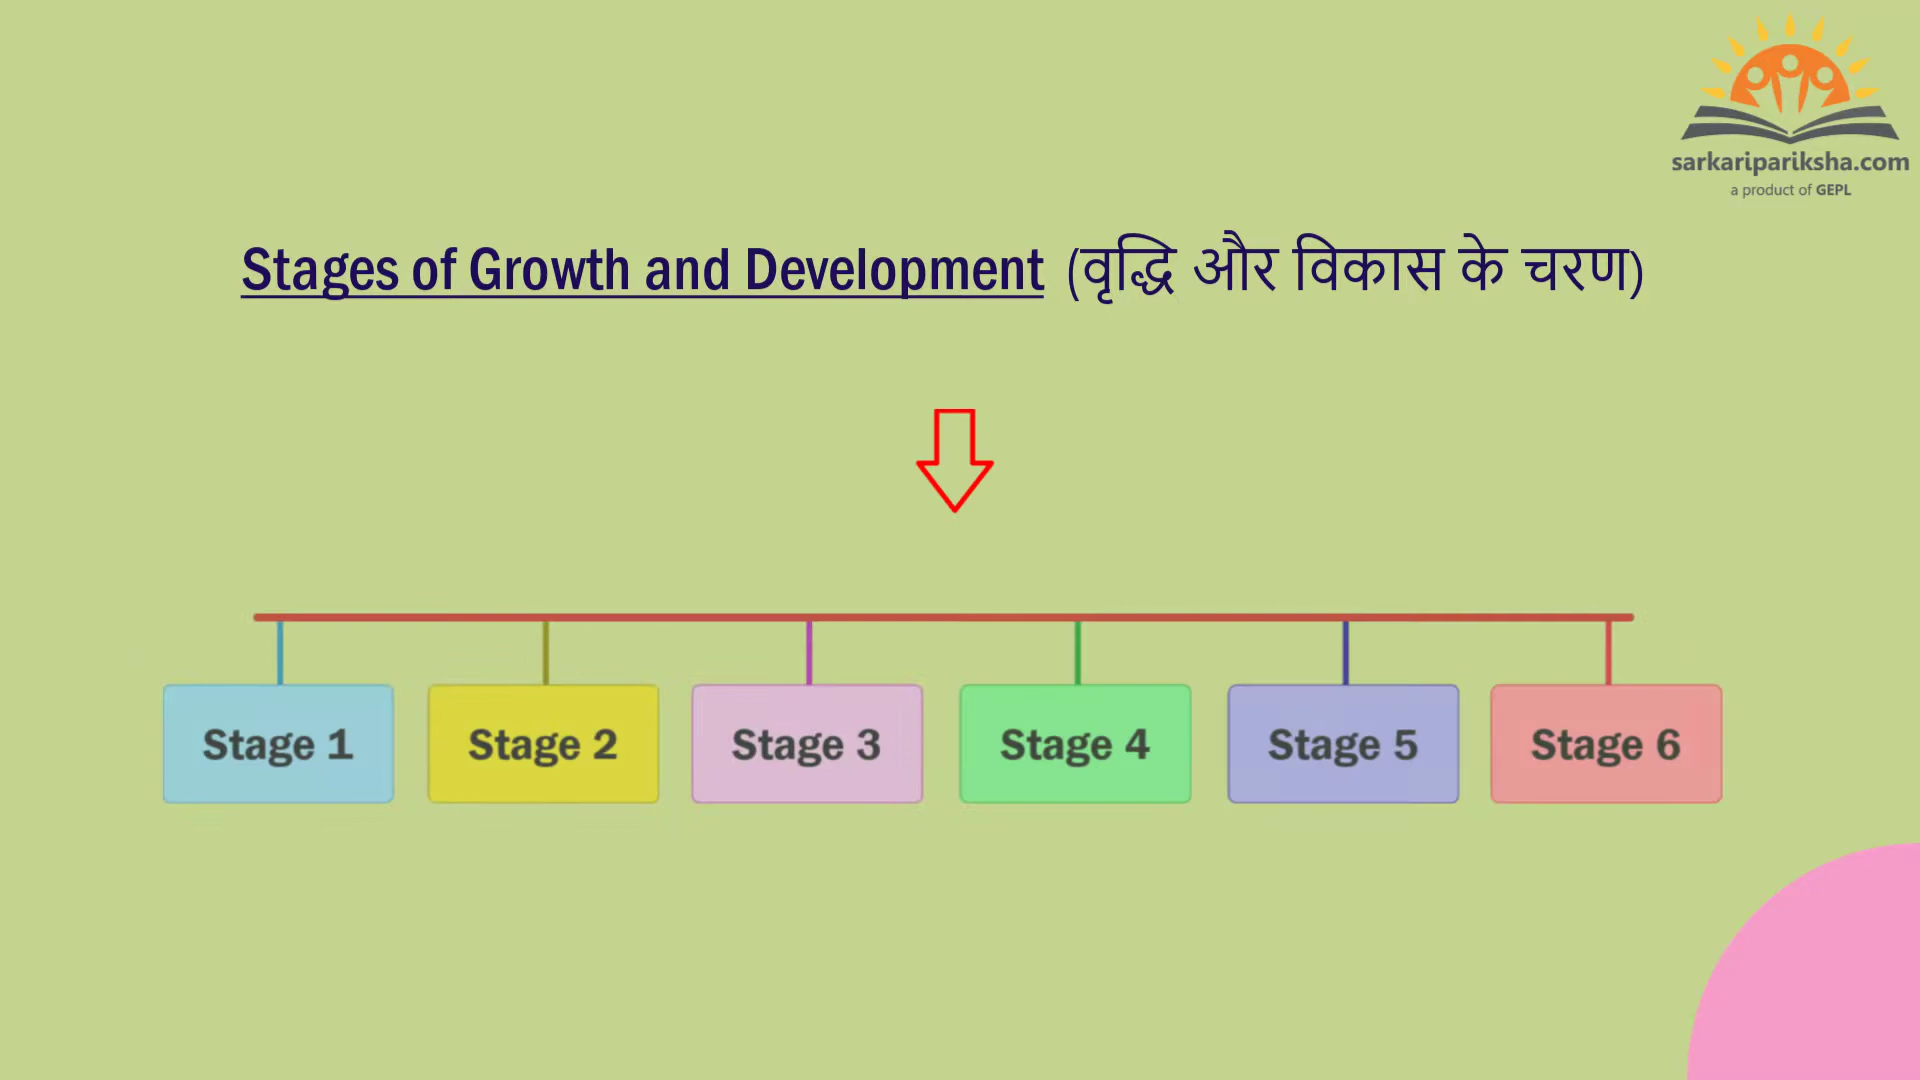 sarkaripariksha.com
a product of GEPL
Stages of Growth and Development (वृद्धि और विकास के चरण)
Stage 1
Stage 2
Stage 3
Stage 4
Stage 5
Stage 6